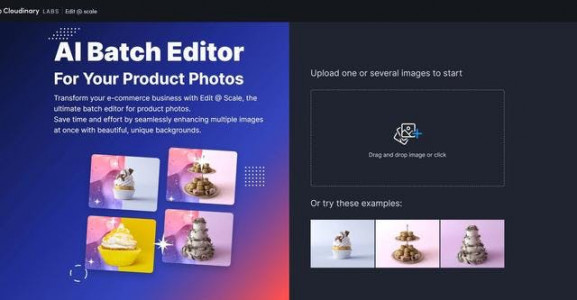 Cloudinary LABS | Edit @ scale
AI Batch Editor
For Your Product Photos
Transform your e-commerce business with Edit @ Scale, the
ultimate batch editor for product photos.
Save time and effort by seamlessly enhancing multiple images
at once with beautiful, unique backgrounds.
Upload one or several images to start
Drag and drop image or click
Or try these examples: